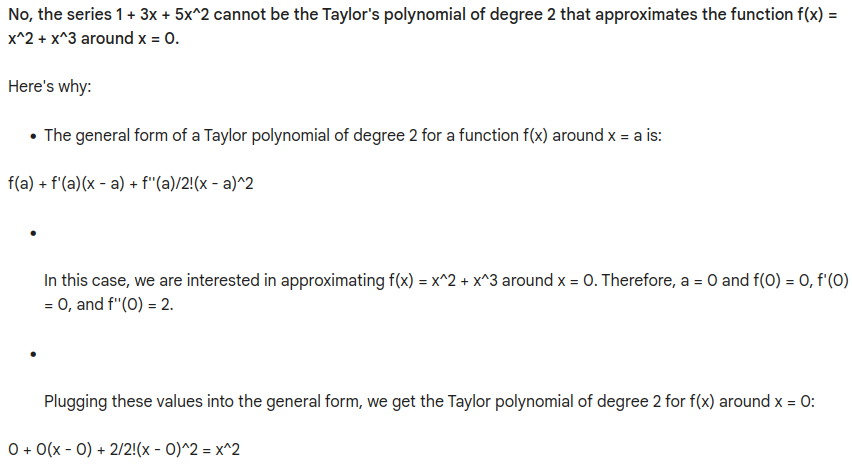 No, the series 1 + 3x + 5x^2 cannot be the Taylor's polynomial of degree 2 that approximates the function f(x) =
x^2 + x^3 around x = 0.
Here's why:
• The general form of a Taylor polynomial of degree 2 for a function f(x) around x = a is:
f(a) + f'(a)(x - a) + f''(a)/2!(x - a)^2
•
In this case, we are interested in approximating f(x) = x^2 + x^3 around x = 0. Therefore, a = 0 and f(0) = 0, f'(0)
= 0, and f''(0) = 2.
•
Plugging these values into the general form, we get the Taylor polynomial of degree 2 for f(x) around x = 0:
0 + 0(x - 0) + 2/2!(x - 0)^2 = x^2